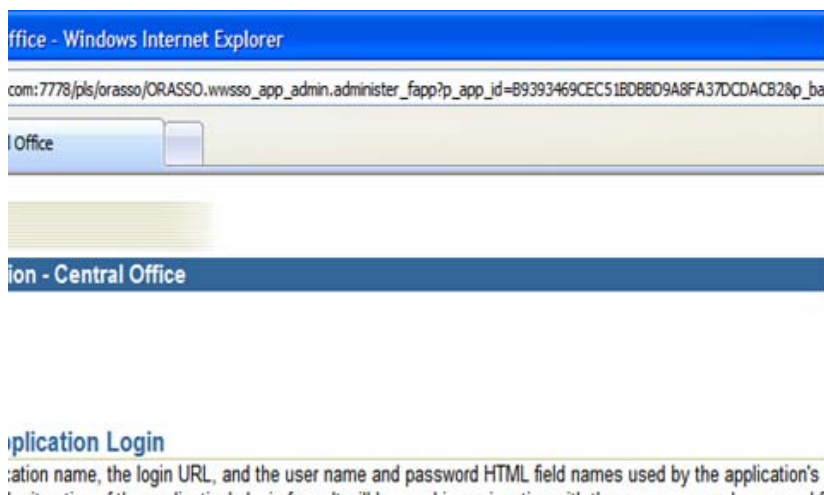 ffice - Windows Internet Explorer
com:7778/pls/orasso/ORASSO.wwsso_app_admin.administer_fapp?p_app_id=B9393469CEC51BDBBD9A8FA37DCDACB2&p_ba
l Office
ion - Central Office
plication Login
cation name, the login URL, and the user name and password HTML field names used by the application's